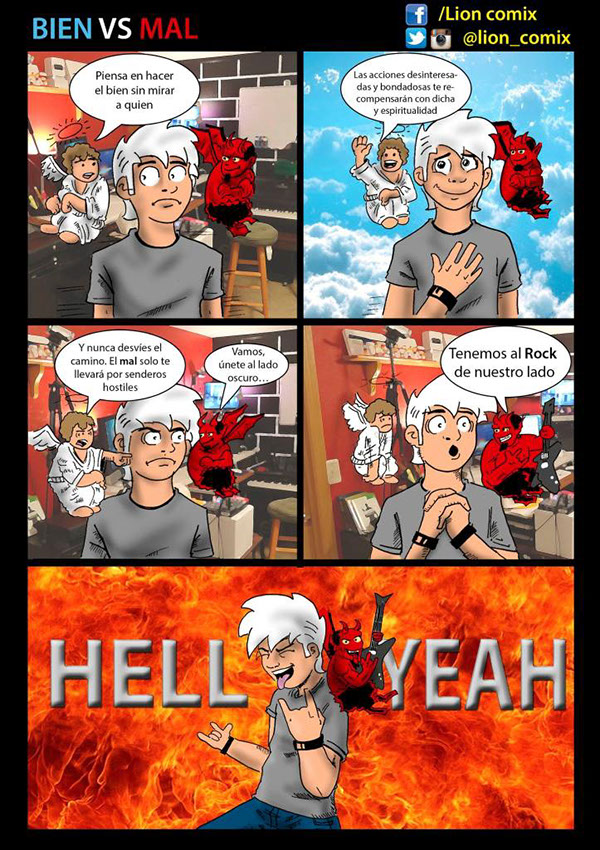 BIEN VS MAL
/Lion comix
@lion_comix
Piensa en hacer
el bien sin mirar
a quien
Las acciones desinteresa-
das y bondadosas te re-
compensarán con dicha
y espiritualidad
Y nunca desvíes el
camino. El mal solo te
llevará por senderos
hostiles
Vamos,
únete al lado
oscuro...
Tenemos al Rock
de nuestro lado
HELL YEAH